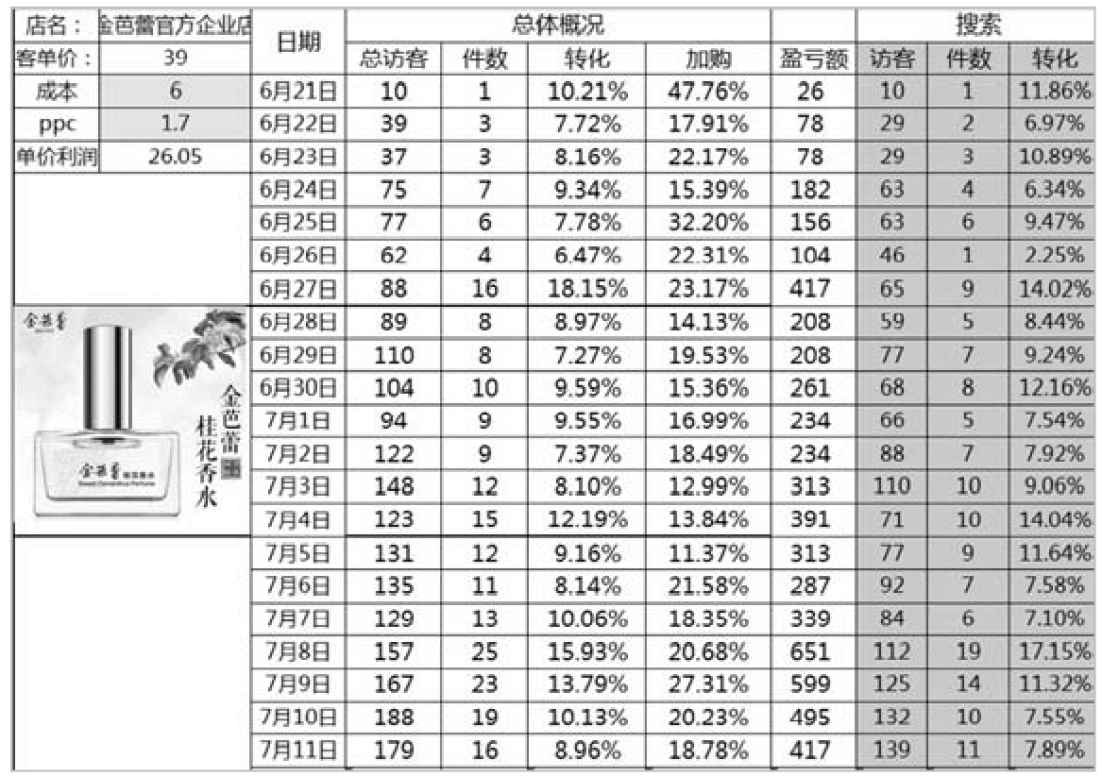 店名： 金芭蕾官方企业店 日期 总体概况 搜索
客单价： 39 总访客 件数 转化 加购 盈亏额 访客 件数 转化
成本 6 6月21日 10 1 10.21% 47.76% 26 10 1 11.86%
ppc 1.7 6月22日 39 3 7.72% 17.91% 78 29 2 6.97%
单价利润 26.05 6月23日 37 3 8.16% 22.17% 78 29 3 10.89%
6月24日 75 7 9.34% 15.39% 182 63 4 6.34%
6月25日 77 6 7.78% 32.20% 156 63 6 9.47%
6月26日 62 4 6.47% 22.31% 104 46 1 2.25%
6月27日 88 16 18.15% 23.17% 417 65 9 14.02%
6月28日 89 8 8.97% 14.13% 208 59 5 8.44%
6月29日 110 8 7.27% 19.53% 208 77 7 9.24%
6月30日 104 10 9.59% 15.36% 261 68 8 12.16%
7月1日 94 9 9.55% 16.99% 234 66 5 7.54%
7月2日 122 9 7.37% 18.49% 234 88 7 7.92%
7月3日 148 12 8.10% 12.99% 313 110 10 9.06%
7月4日 123 15 12.19% 13.84% 391 71 10 14.04%
7月5日 131 12 9.16% 11.37% 313 77 9 11.64%
7月6日 135 11 8.14% 21.58% 287 92 7 7.58%
7月7日 129 13 10.06% 18.35% 339 84 6 7.10%
7月8日 157 25 15.93% 20.68% 651 112 19 17.15%
7月9日 167 23 13.79% 27.31% 599 125 14 11.32%
7月10日 188 19 10.13% 20.23% 495 132 10 7.55%
7月11日 179 16 8.96% 18.78% 417 139 11 7.89%
金芭蕾
金芭蕾
桂花香水
金芭蕾